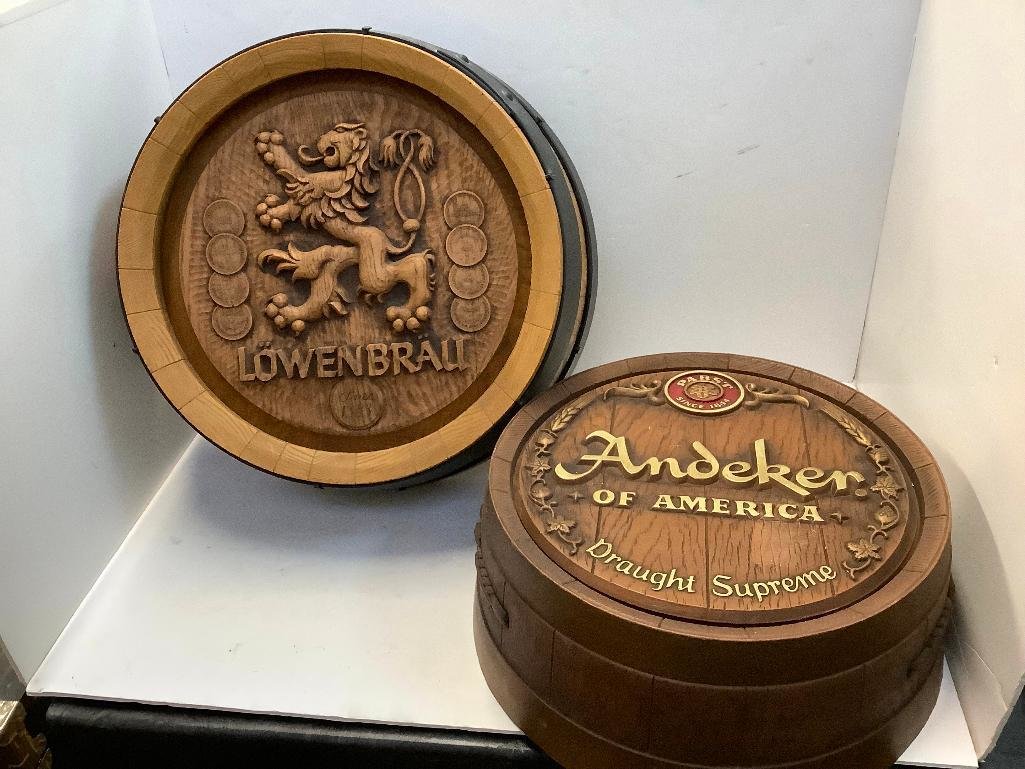 LÖWENBRÄU
PABST
SINCE 1844
Andeker
OF AMERICA
Draught Supreme